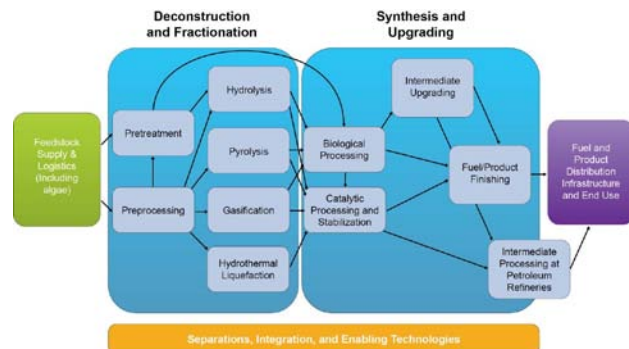 Deconstruction
and Fractionation
Synthesis and
Upgrading
Feedstock
Supply &
Logistics
(Including
algae)
Pretreatment
Preprocessing
Hydrolysis
Pyrolysis
Gasification
Hydrothermal
Liquefaction
Biological
Processing
Catalytic
Processing and
Stabilization
Intermediate
Upgrading
Fuel/Product
Finishing
Intermediate
Processing at
Petroleum
Refineries
Fuel and
Product
Distribution
Infrastructure
and End Use
Separations, Integration, and Enabling Technologies